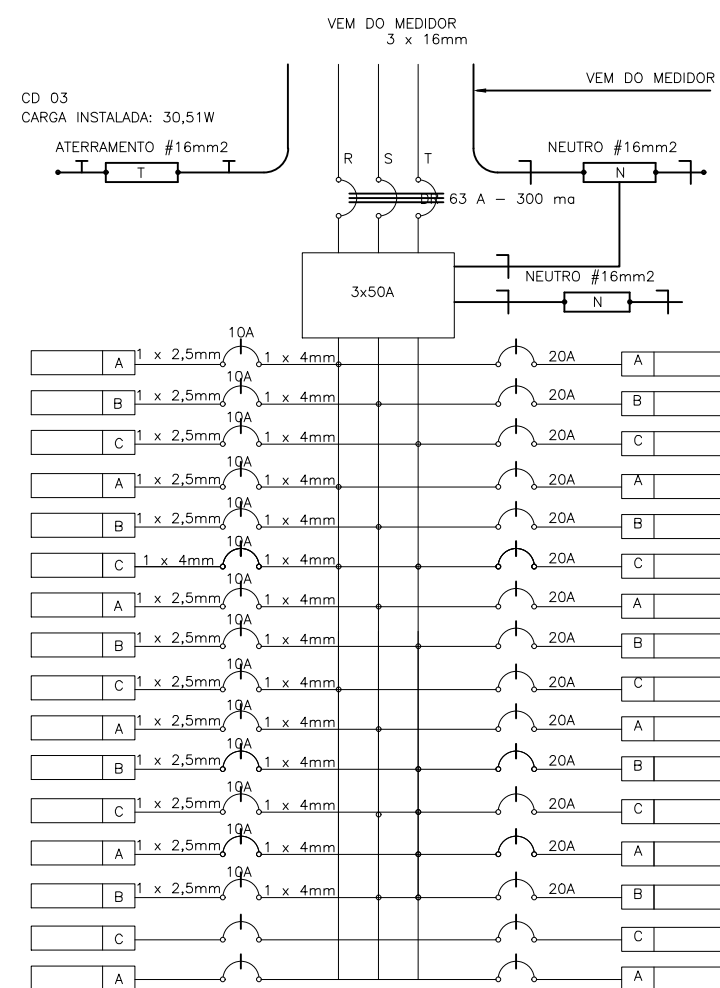 VEM DO MEDIDOR
3 x 16mm
VEM DO MEDIDOR
CD 03
CARGA INSTALADA: 30,51W
ATERRAMENTO #16mm2
NEUTRO #16mm2
R S T
T
N
DR 63 A - 300 ma
NEUTRO #16mm2
3x50A
N
10A
A 1 x 2,5mm 1 x 4mm 20A A
10A
B 1 x 2,5mm 1 x 4mm 20A B
10A
C 1 x 2,5mm 1 x 4mm 20A C
10A
A 1 x 2,5mm 1 x 4mm 20A A
10A
B 1 x 2,5mm 1 x 4mm 20A B
10A
C 1 x 4mm 1 x 4mm 20A C
10A
A 1 x 2,5mm 1 x 4mm 20A A
10A
B 1 x 2,5mm 1 x 4mm 20A B
10A
C 1 x 2,5mm 1 x 4mm 20A C
10A
A 1 x 2,5mm 1 x 4mm 20A A
10A
B 1 x 2,5mm 1 x 4mm 20A B
10A
C 1 x 2,5mm 1 x 4mm 20A C
10A
A 1 x 2,5mm 1 x 4mm 20A A
10A
B 1 x 2,5mm 1 x 4mm 20A B
C C
A A